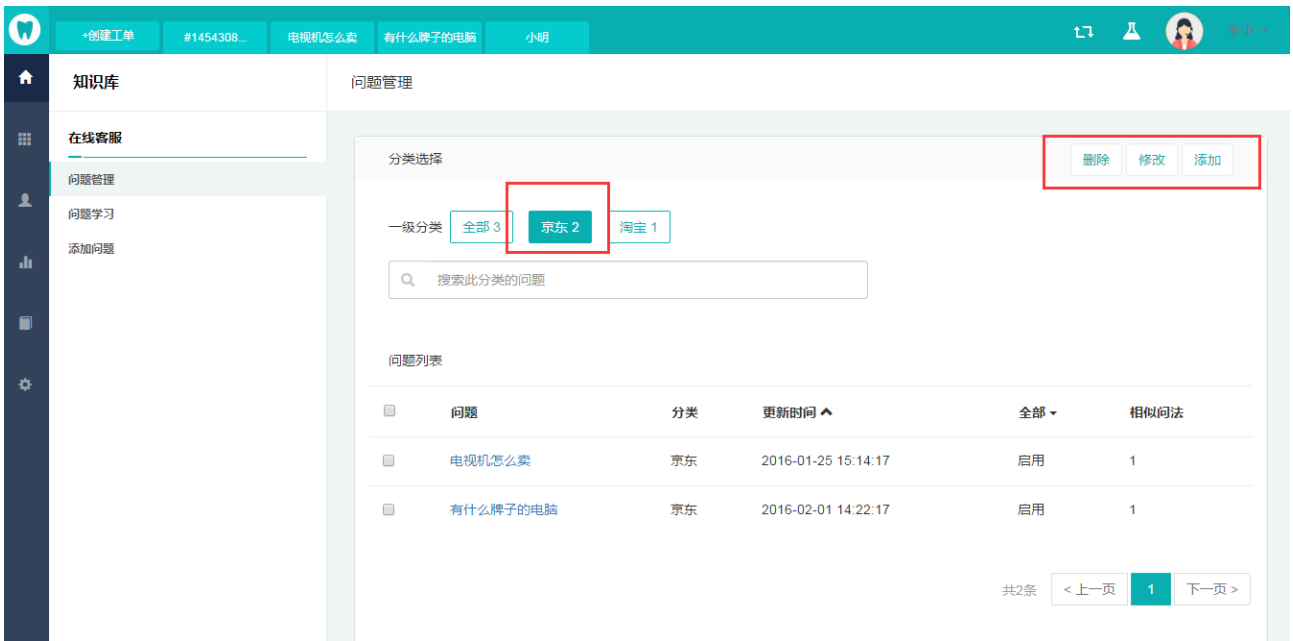 +创建工单 #1454308... 电视机怎么卖 有什么牌子的电脑 小明
知识库
在线客服
问题管理
问题学习
添加问题
问题管理
分类选择 删除 修改 添加
一级分类 全部 3 京东 2 淘宝 1
搜索此分类的问题
问题列表
问题 分类 更新时间 全部 相似问法
电视机怎么卖 京东 2016-01-25 15:14:17 启用 1
有什么牌子的电脑 京东 2016-02-01 14:22:17 启用 1
共2条 < 上一页 1 下一页 >